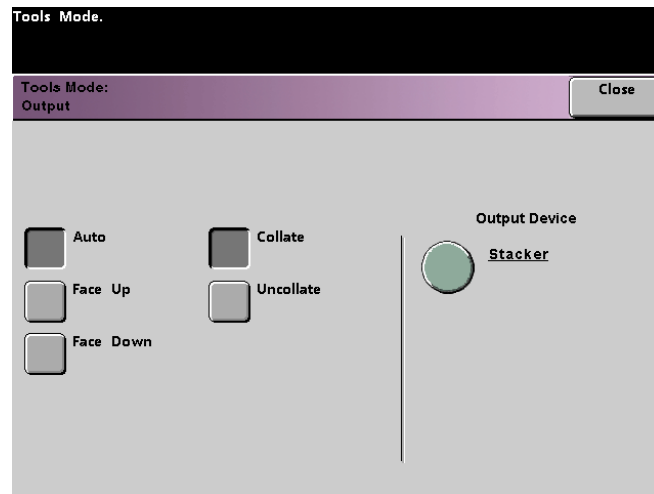 Tools Mode.
Tools Mode:
Output
Close
Auto
Face Up
Face Down
Collate
Uncollate
Output Device
Stacker